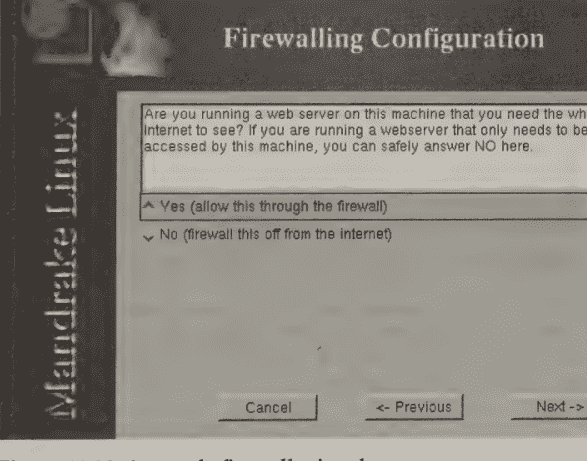 Firewalling Configuration
Mandrake Linux
Are you running a web server on this machine that you need the
Internet to see? If you are running a webserver that only needs to be
accessed by this machine, you can safely answer NO here.
Yes (allow this through the firewall)
No (firewall this off from the internet)
Cancel
<- Previous
Next ->